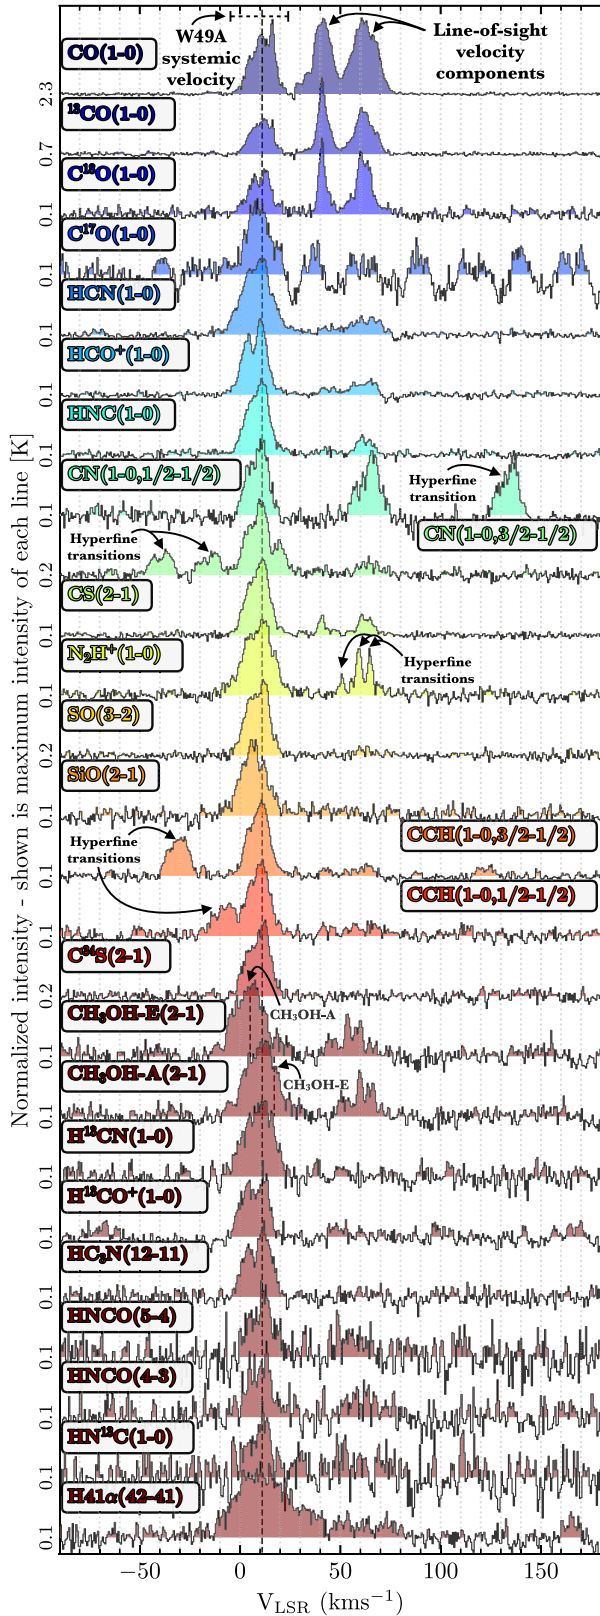 W49A
systemic
velocity
Line-of-sight
velocity
components
CO(1-0)
2.3
¹³CO(1-0)
0.7
C¹⁸O(1-0)
0.1
C¹⁷O(1-0)
0.1
HCN(1-0)
0.1
HCO⁺(1-0)
0.1
HNC(1-0)
0.1
CN(1-0,1/2-1/2)
Hyperfine
transition
0.1
CN(1-0,3/2-1/2)
Hyperfine
transitions
0.2
CS(2-1)
0.1
N₂H⁺(1-0)
Hyperfine
transitions
0.1
SO(3-2)
0.2
SiO(2-1)
0.1
CCH(1-0,3/2-1/2)
Hyperfine
transitions
0.1
CCH(1-0,1/2-1/2)
0.1
C³⁴S(2-1)
0.2
CH₃OH-A
CH₃OH-E(2-1)
0.1
CH₃OH-A(2-1)
CH₃OH-E
0.1
H¹³CN(1-0)
0.1
H¹³CO⁺(1-0)
0.1
HC₃N(12-11)
0.1
HNCO(5-4)
0.1
HNCO(4-3)
0.1
HN¹³C(1-0)
0.1
H41α(42-41)
0.1
Normalized intensity - shown is maximum intensity of each line [K]
−50 0 50 100 150
V_LSR (kms⁻¹)